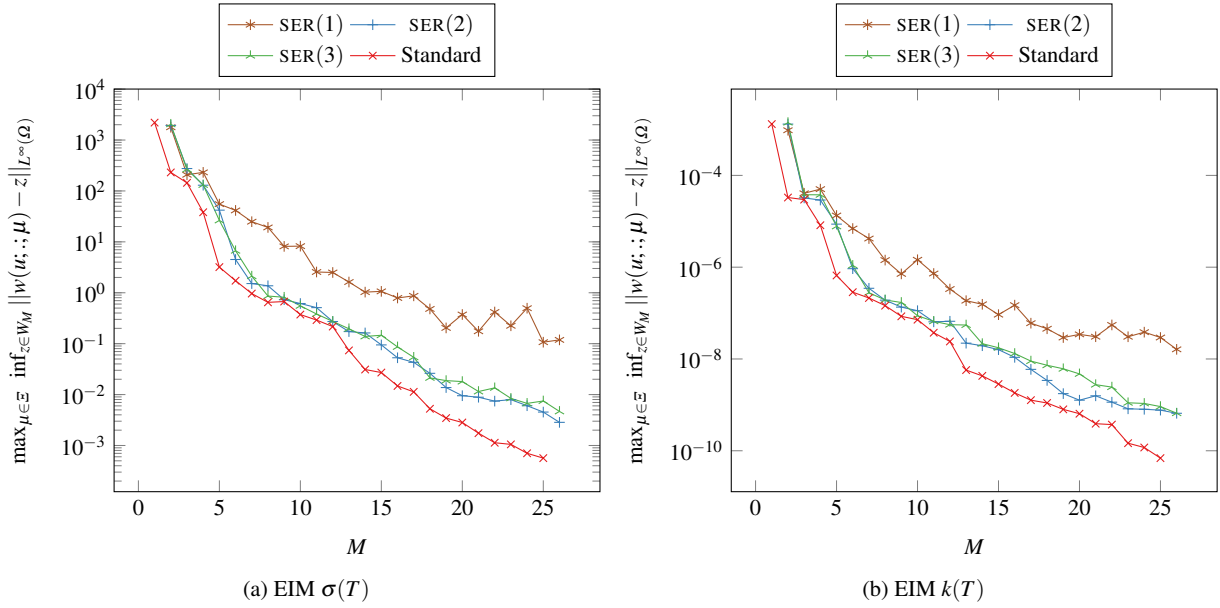 SER(1) SER(2)
SER(3) Standard
10^4
10^3
10^2
10^1
10^0
10^−1
10^−2
10^−3
0 5 10 15 20 25
M
max_{μ∈Ξ} inf_{z∈W_M} ||w(u;:;μ) − z||_{L^∞(Ω)}
(a) EIM σ(T)
SER(1) SER(2)
SER(3) Standard
10^−4
10^−6
10^−8
10^−10
0 5 10 15 20 25
M
max_{μ∈Ξ} inf_{z∈W_M} ||w(u;:;μ) − z||_{L^∞(Ω)}
(b) EIM k(T)